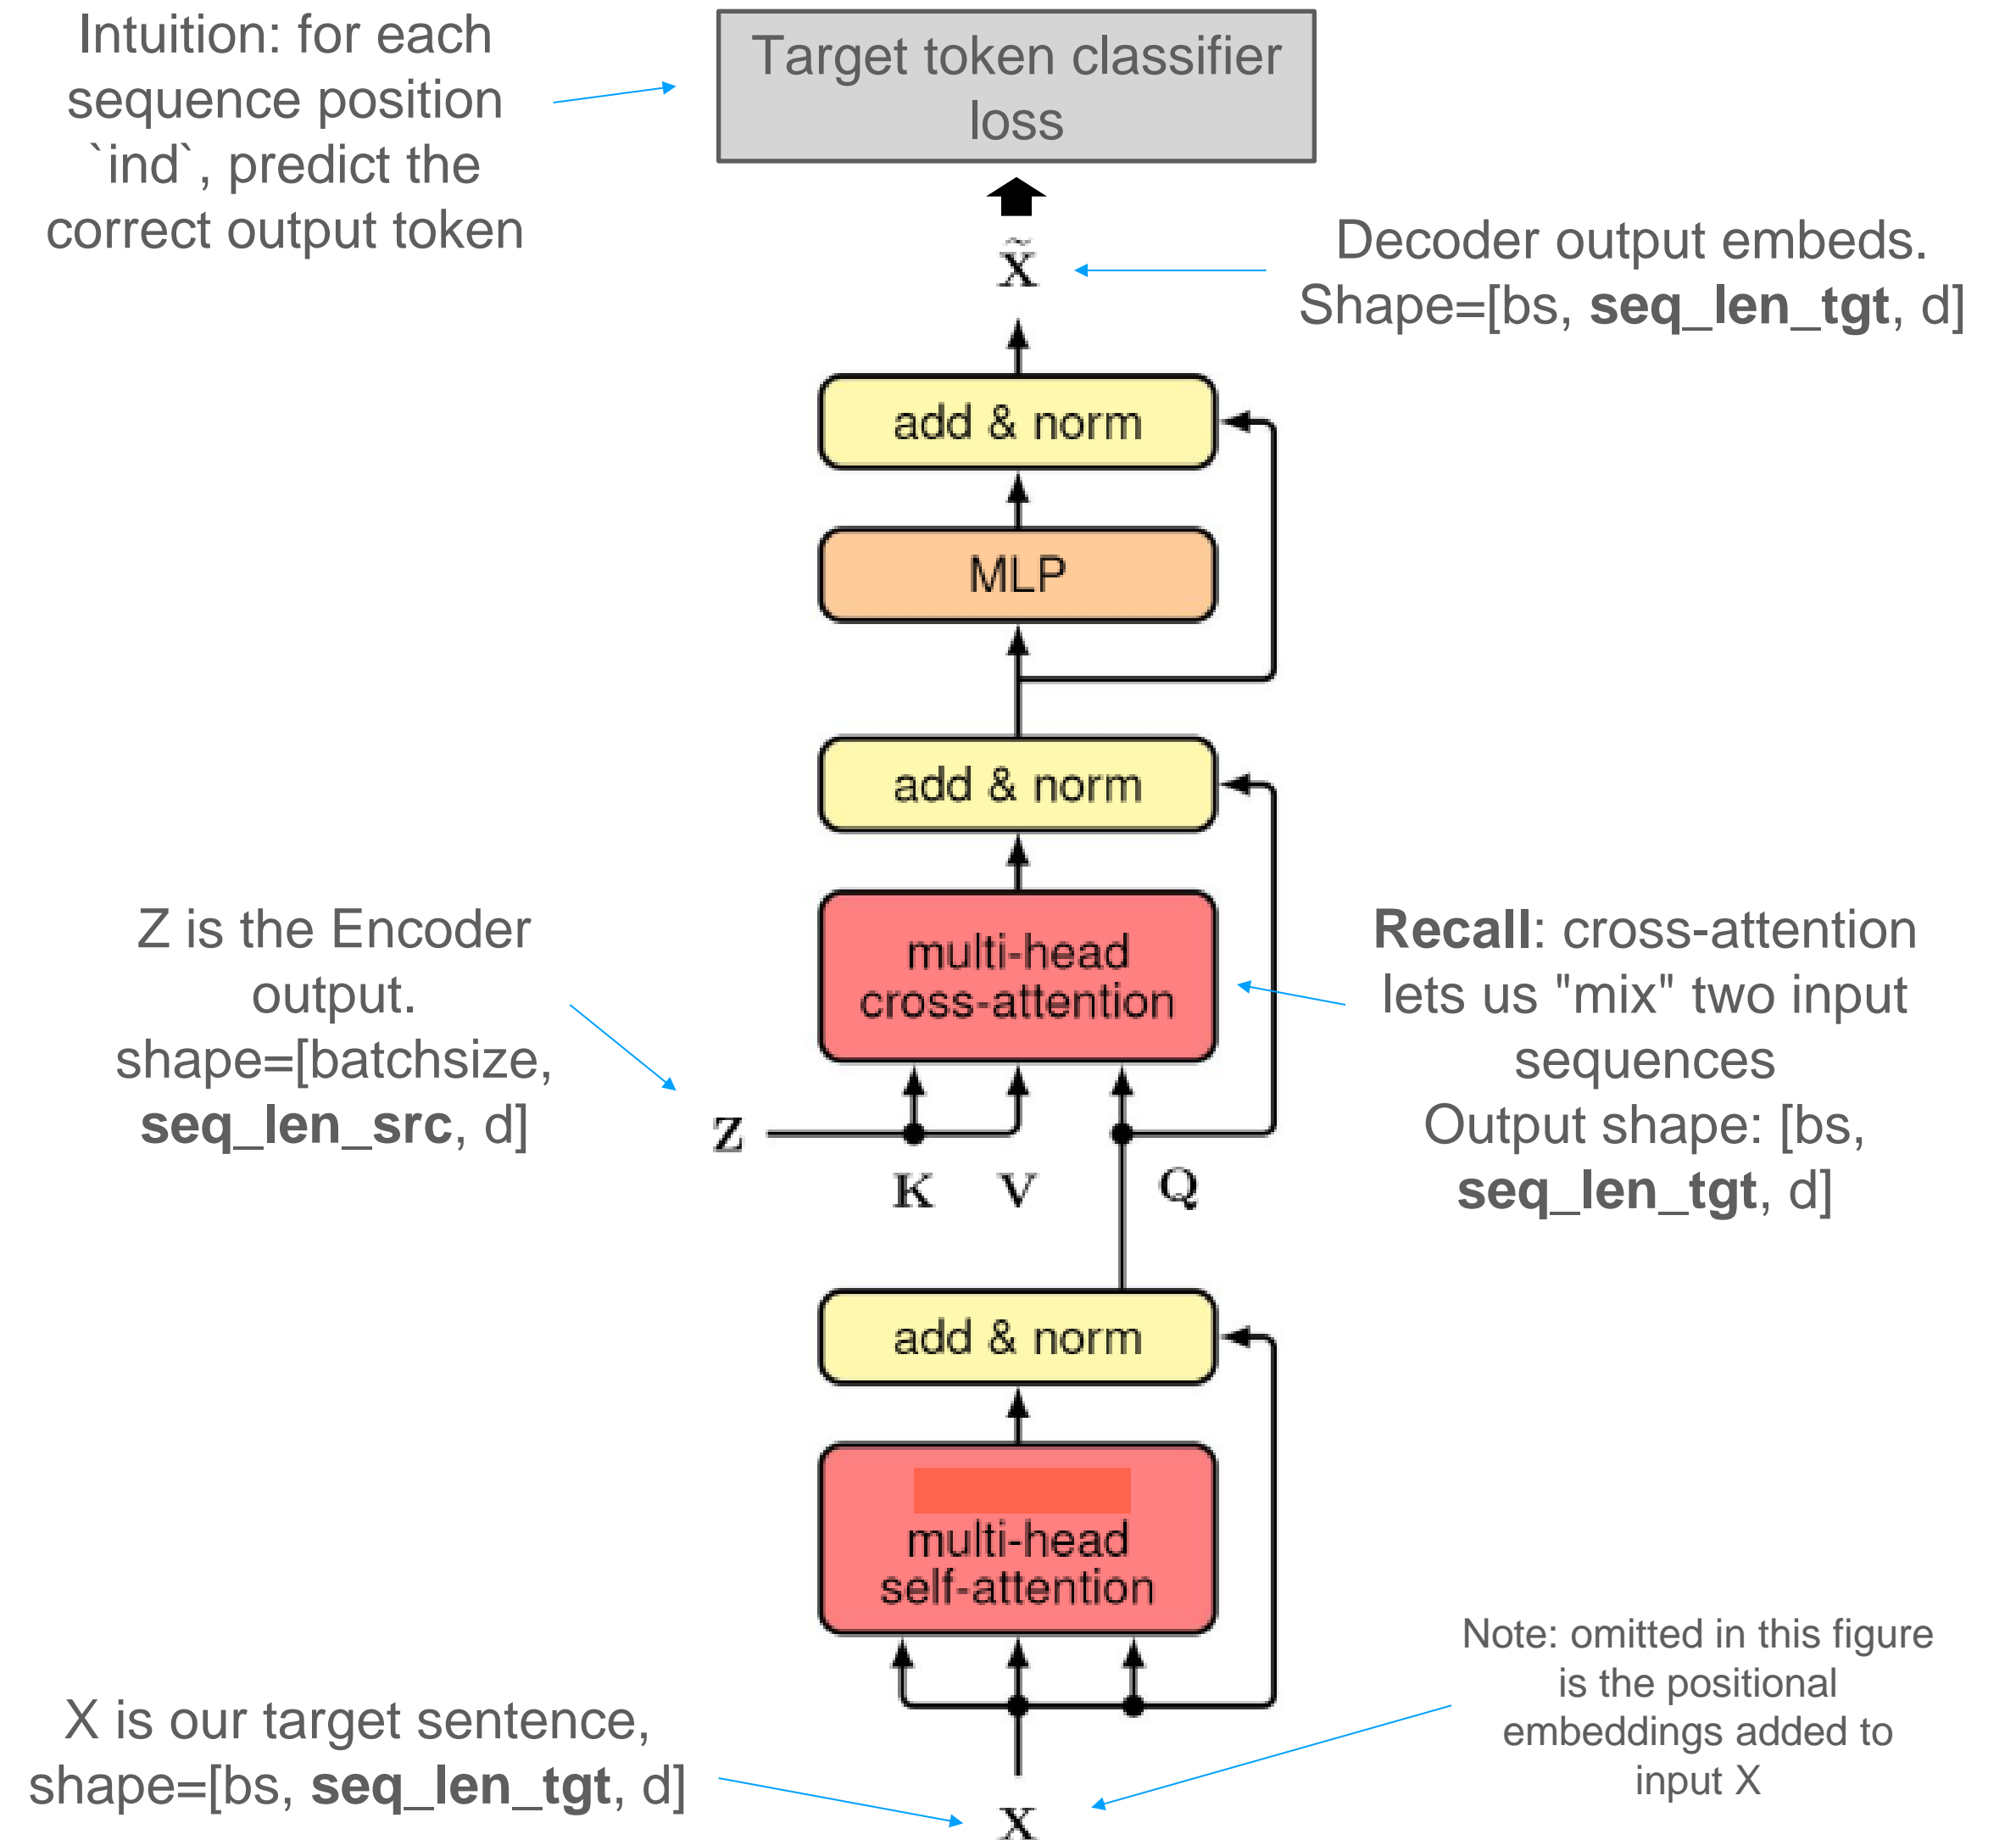 Intuition: for each
sequence position
`ind`, predict the
correct output token
Target token classifier
loss
X̃
Decoder output embeds.
Shape=[bs, seq_len_tgt, d]
add & norm
MLP
add & norm
multi-head
cross-attention
Z is the Encoder
output.
shape=[batchsize,
seq_len_src, d]
Recall: cross-attention
lets us "mix" two input
sequences
Output shape: [bs,
seq_len_tgt, d]
Z
K V Q
add & norm
multi-head
self-attention
X is our target sentence,
shape=[bs, seq_len_tgt, d]
Note: omitted in this figure
is the positional
embeddings added to
input X
X